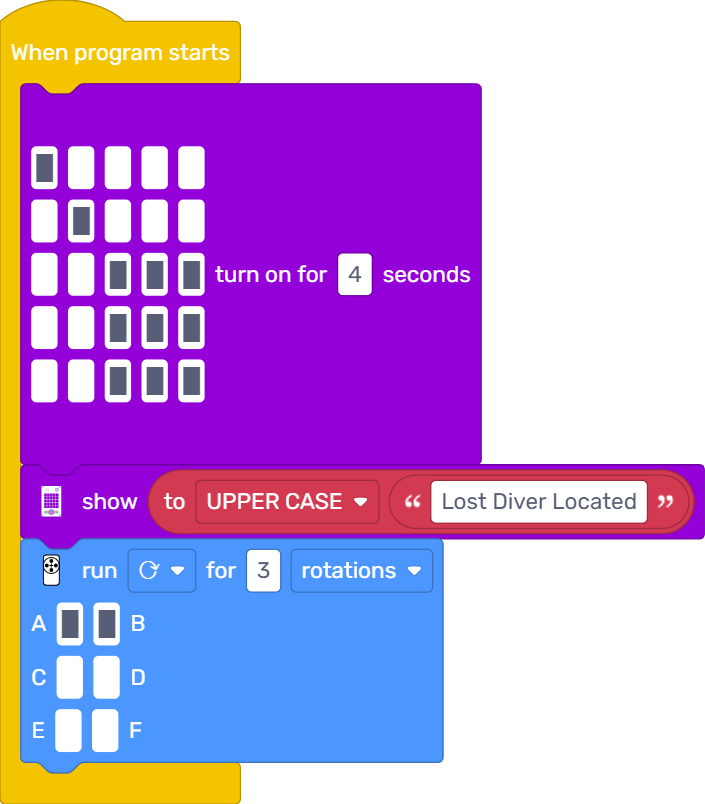 When program starts
turn on for 4 seconds
show to UPPER CASE “ Lost Diver Located ”
run for 3 rotations
A B
C D
E F